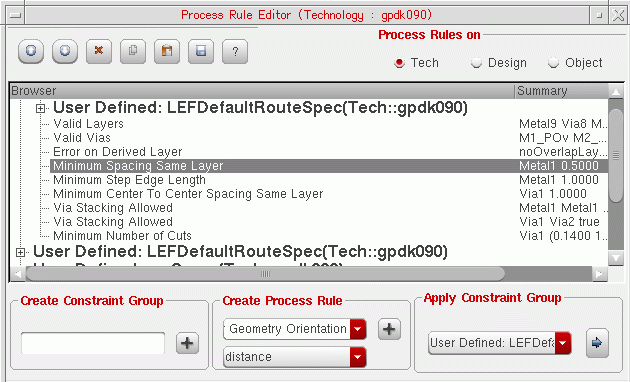 Process Rule Editor (Technology : gpdk090)
Process Rules on
?
Tech
Design
Object
Browser
Summary
User Defined: LEFDefaultRouteSpec(Tech::gpdk090)
Valid Layers
Metal9 Via8 M...
Valid Vias
M1_POv M2_...
Error on Derived Layer
noOverlapLay...
Minimum Spacing Same Layer
Metal1 0.5000
Minimum Step Edge Length
Metal1 1.0000
Minimum Center To Center Spacing Same Layer
Via1 1.0000
Via Stacking Allowed
Metal1 Metal1 ...
Via Stacking Allowed
Via1 Via2 true
Minimum Number of Cuts
Via1 (0.1400 1...
User Defined: LEFDefaultRouteSpec(Tech::gpdk090)
Create Constraint Group
Create Process Rule
Apply Constraint Group
Geometry Orientation
User Defined: LEFDefa
distance